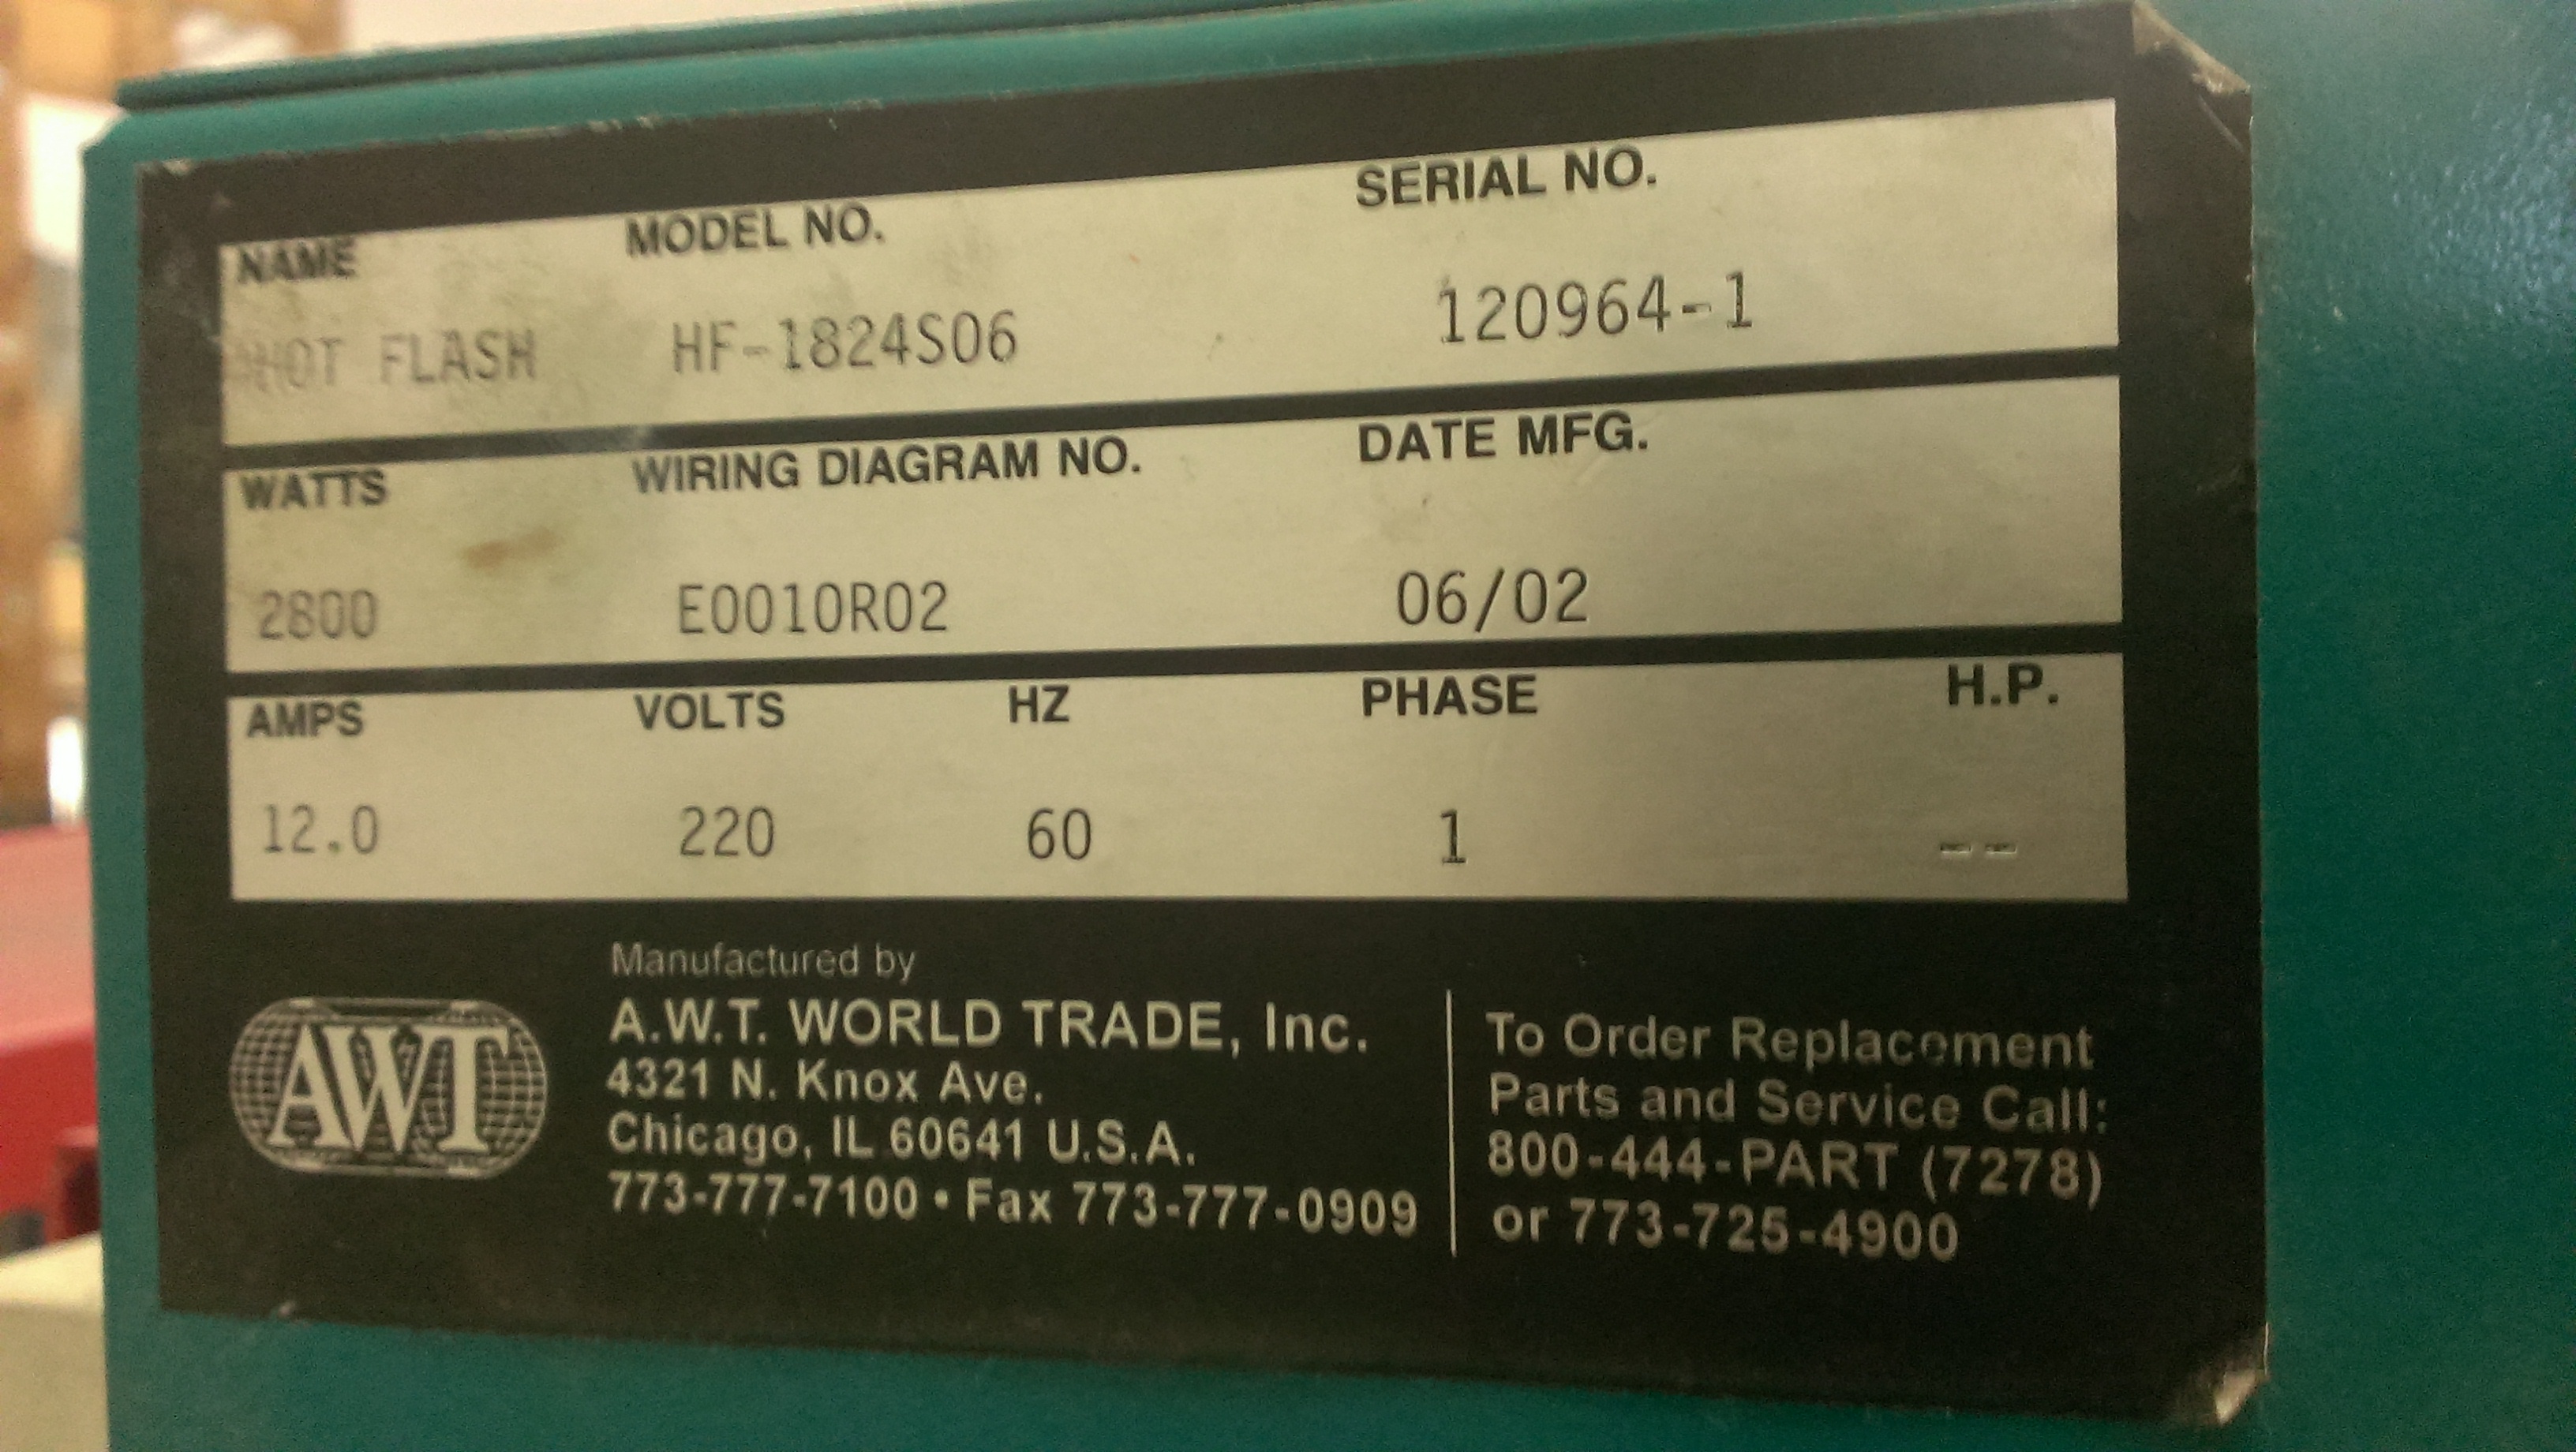 NAME MODEL NO. SERIAL NO.
HOT FLASH HF-1824S06 120964-1
WATTS WIRING DIAGRAM NO. DATE MFG.
2800 E0010R02 06/02
AMPS VOLTS HZ PHASE H.P.
12.0 220 60 1 --
AWT
Manufactured by
A.W.T. WORLD TRADE, Inc.
4321 N. Knox Ave.
Chicago, IL 60641 U.S.A.
773-777-7100 • Fax 773-777-0909
To Order Replacement
Parts and Service Call:
800-444-PART (7278)
or 773-725-4900